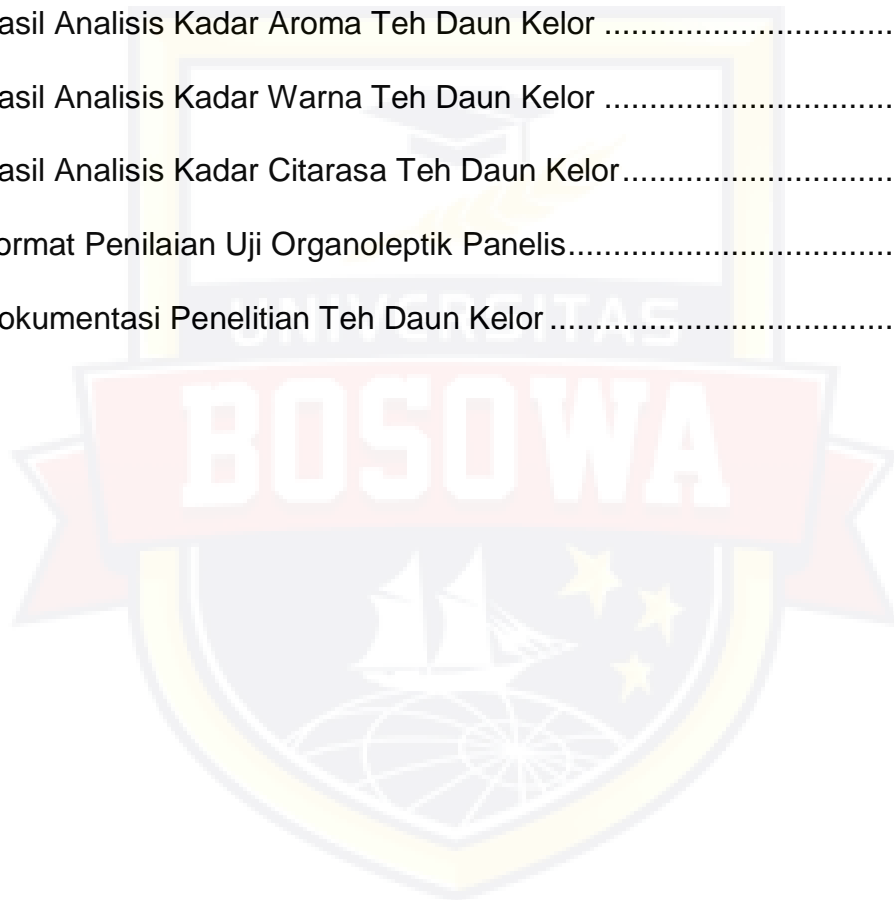 asil Analisis Kadar Aroma Teh Daun Kelor ................................
asil Analisis Kadar Warna Teh Daun Kelor ................................
asil Analisis Kadar Citarasa Teh Daun Kelor..............................
ormat Penilaian Uji Organoleptik Panelis....................................
okumentasi Penelitian Teh Daun Kelor ......................................
UNIVERSITAS
BOSOWA